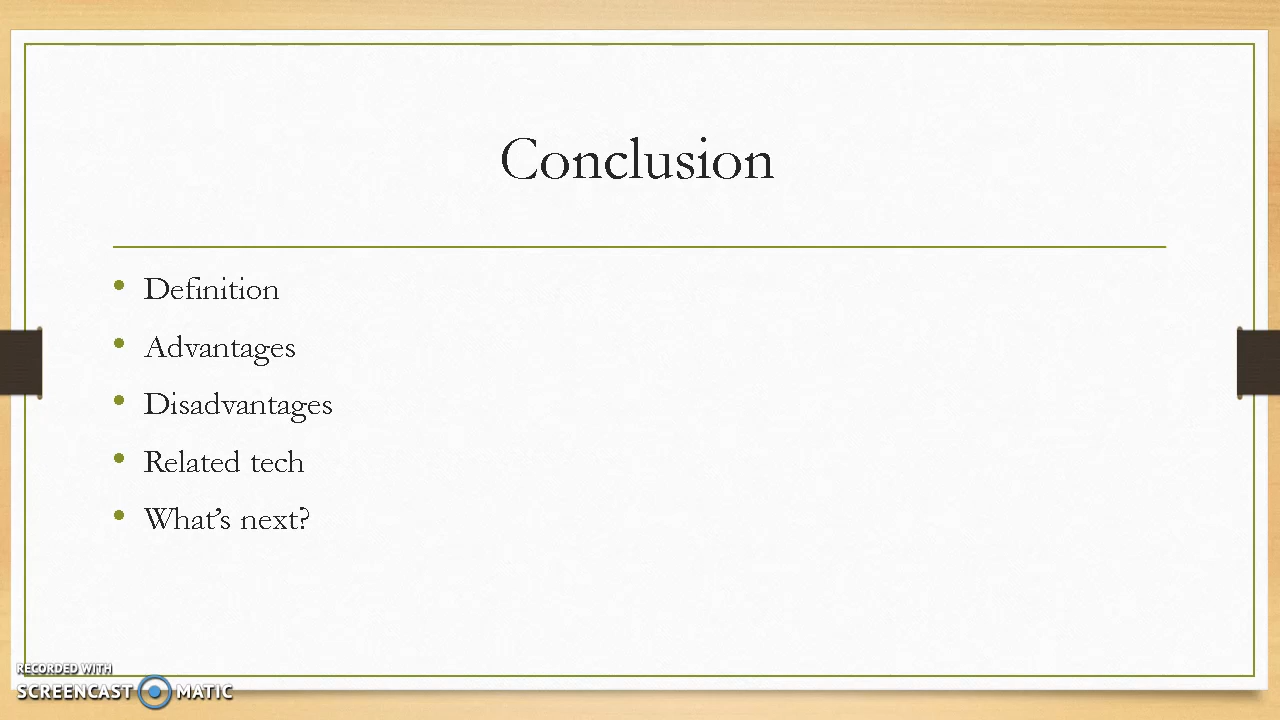 Conclusion
• Definition
• Advantages
• Disadvantages
• Related tech
• What’s next?
RECORDED WITH
SCREENCAST MATIC